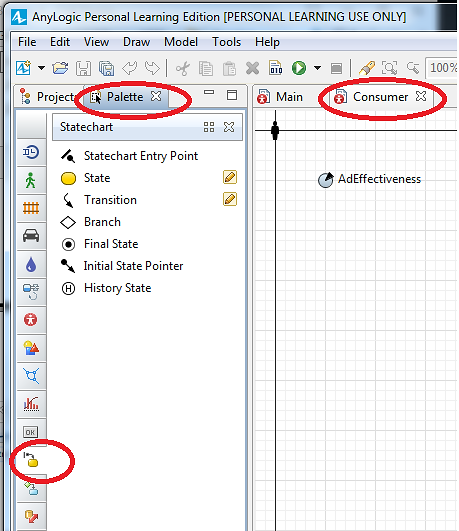 AnyLogic Personal Learning Edition [PERSONAL LEARNING USE ONLY]
File Edit View Draw Model Tools Help
010 100%
Project Palette Main Consumer
Statechart
Statechart Entry Point
State
Transition
Branch
Final State
Initial State Pointer
H History State
AdEffectiveness
OK